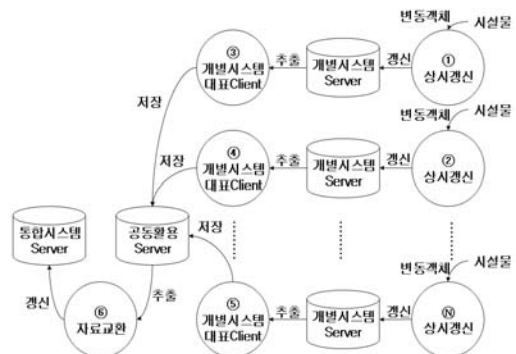 변동객체
시설물
③
개별시스템
대표Client
추출
개별시스템
Server
갱신
①
상시갱신
저장
변동객체
시설물
④
개별시스템
대표Client
추출
개별시스템
Server
갱신
②
상시갱신
저장
통합시스템
Server
공동활용
Server
저장
변동객체
시설물
⑤
개별시스템
대표Client
추출
개별시스템
Server
갱신
Ⓝ
상시갱신
갱신
⑥
자료교환
추출